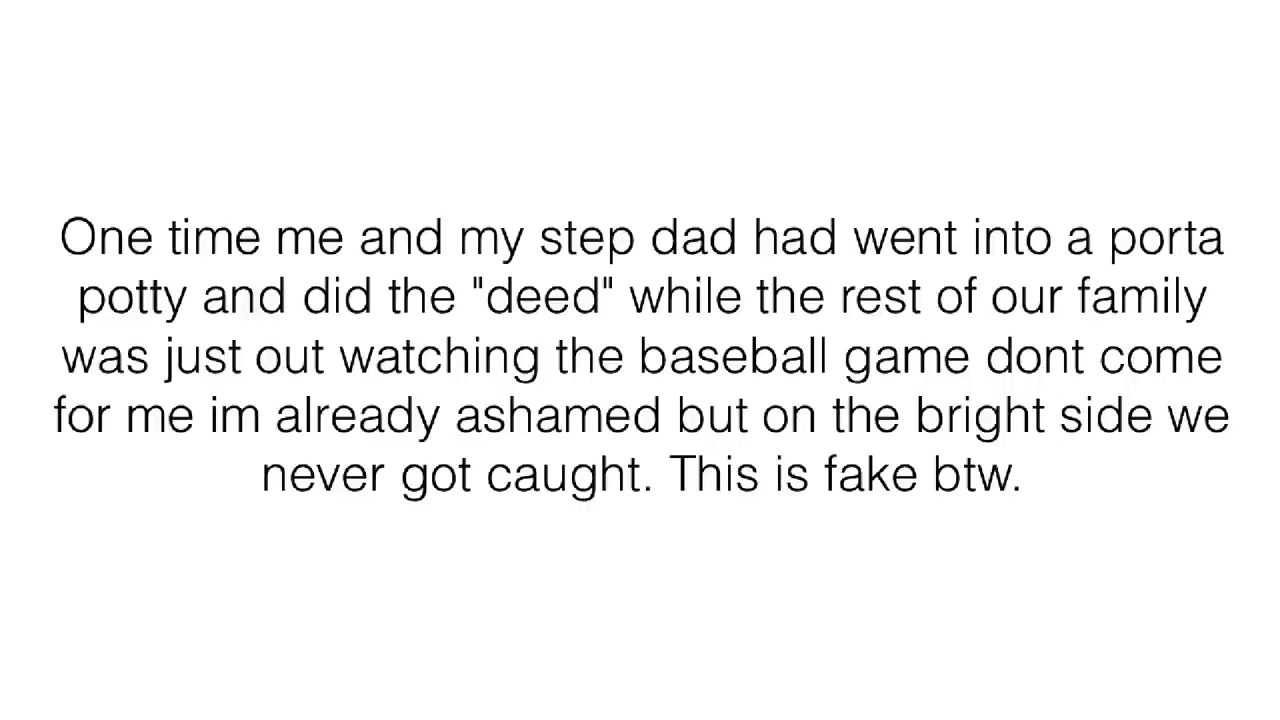 One time me and my step dad had went into a porta
potty and did the "deed" while the rest of our family
was just out watching the baseball game dont come
for me im already ashamed but on the bright side we
never got caught. This is fake btw.